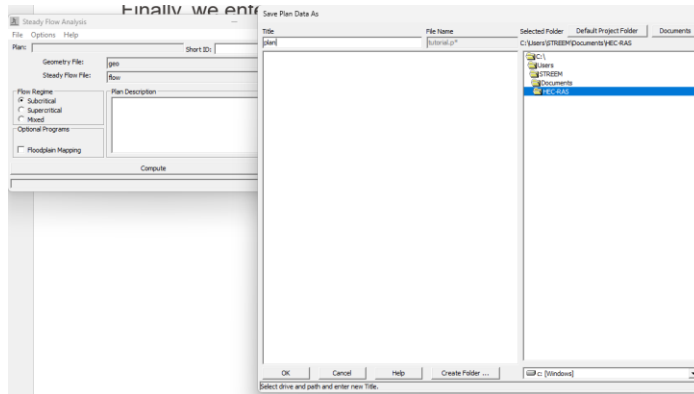 Finally, we ente
Steady Flow Analysis
File Options Help
Plan: Short ID:
Geometry File: geo
Steady Flow File: flow
Flow Regime
Subcritical
Supercritical
Mixed
Optional Programs
Floodplain Mapping
Plan Description
Compute
Save Plan Data As
Title File Name Selected Folder Default Project Folder Documents
plan tutorial.p* C:\Users\STREEM\Documents\HEC-RAS
C:\
Users
STREEM
Documents
HEC-RAS
OK Cancel Help Create Folder ... c: [Windows]
Select drive and path and enter new Title.